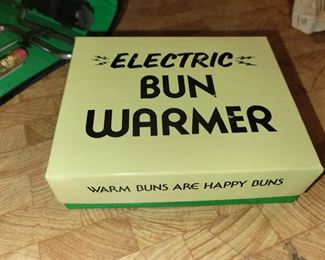 ELECTRIC
BUN
WARMER
WARM BUNS ARE HAPPY BUNS